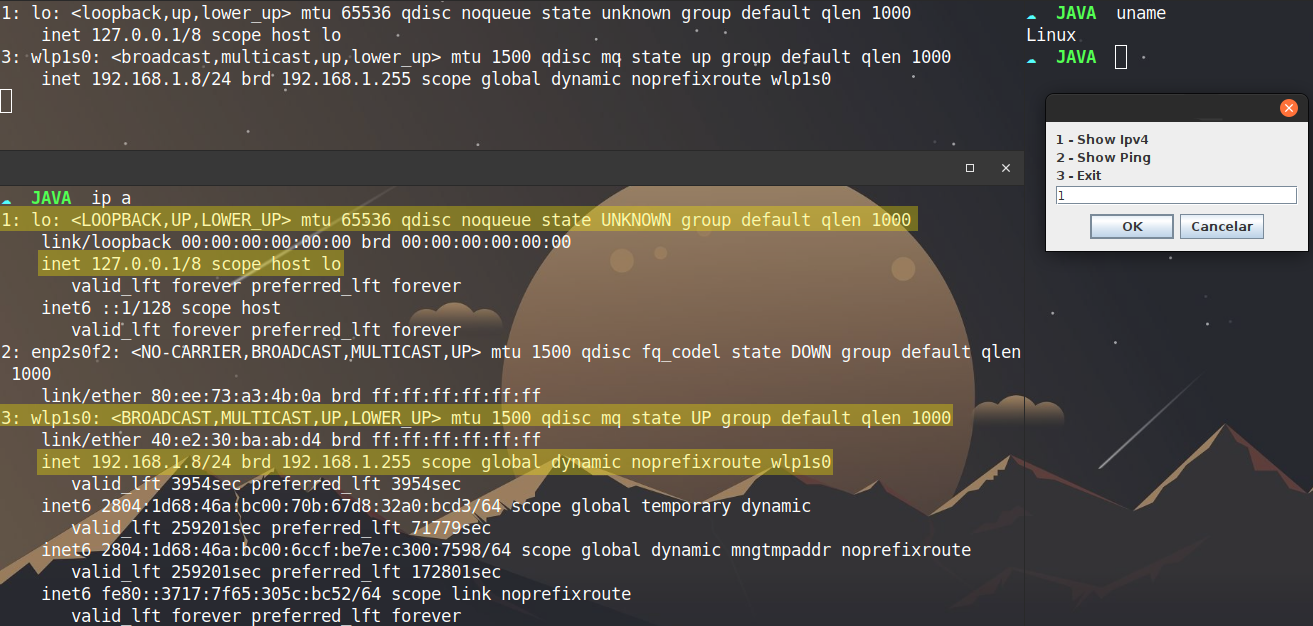 1: lo: <loopback,up,lower_up> mtu 65536 qdisc noqueue state unknown group default qlen 1000
inet 127.0.0.1/8 scope host lo
3: wlp1s0: <broadcast,multicast,up,lower_up> mtu 1500 qdisc mq state up group default qlen 1000
inet 192.168.1.8/24 brd 192.168.1.255 scope global dynamic noprefixroute wlp1s0
JAVA uname
Linux
JAVA
1 - Show Ipv4
2 - Show Ping
3 - Exit
1
OK Cancelar
JAVA ip a
1: lo: <LOOPBACK,UP,LOWER_UP> mtu 65536 qdisc noqueue state UNKNOWN group default qlen 1000
link/loopback 00:00:00:00:00:00 brd 00:00:00:00:00:00
inet 127.0.0.1/8 scope host lo
valid_lft forever preferred_lft forever
inet6 ::1/128 scope host
valid_lft forever preferred_lft forever
2: enp2s0f2: <NO-CARRIER,BROADCAST,MULTICAST,UP> mtu 1500 qdisc fq_codel state DOWN group default qlen
1000
link/ether 80:ee:73:a3:4b:0a brd ff:ff:ff:ff:ff:ff
3: wlp1s0: <BROADCAST,MULTICAST,UP,LOWER_UP> mtu 1500 qdisc mq state UP group default qlen 1000
link/ether 40:e2:30:ba:ab:d4 brd ff:ff:ff:ff:ff:ff
inet 192.168.1.8/24 brd 192.168.1.255 scope global dynamic noprefixroute wlp1s0
valid_lft 3954sec preferred_lft 3954sec
inet6 2804:1d68:46a:bc00:70b:67d8:32a0:bcd3/64 scope global temporary dynamic
valid_lft 259201sec preferred_lft 71779sec
inet6 2804:1d68:46a:bc00:6ccf:be7e:c300:7598/64 scope global dynamic mngtmpaddr noprefixroute
valid_lft 259201sec preferred_lft 172801sec
inet6 fe80::3717:7f65:305c:bc52/64 scope link noprefixroute
valid_lft forever preferred_lft forever